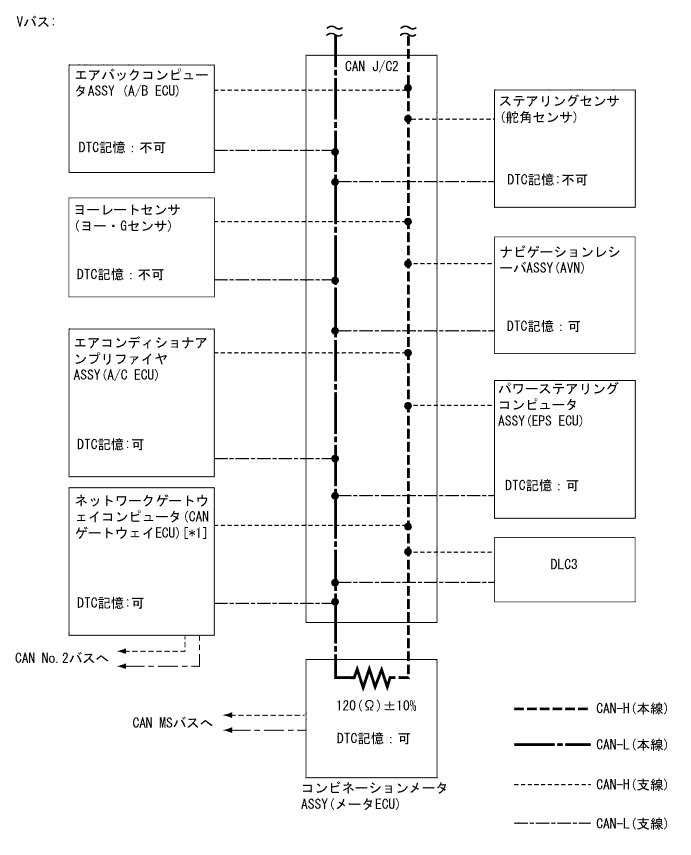 Vバス:
CAN J/C2
エアバックコンピュー
タASSY (A/B ECU)
DTC記憶：不可
ステアリングセンサ
(舵角センサ)
DTC記憶:不可
ヨーレートセンサ
(ヨー・Gセンサ)
DTC記憶：不可
ナビゲーションレシ
ーバASSY(AVN)
DTC記憶：可
エアコンディショナア
ンプリファイヤ
ASSY(A/C ECU)
DTC記憶:可
パワーステアリング
コンピュータ
ASSY(EPS ECU)
DTC記憶：可
ネットワークゲートウ
ェイコンピュータ(CAN
ゲートウェイECU)[*1]
DTC記憶:可
DLC3
CAN No.2バスへ
120(Ω)±10%
DTC記憶：可
CAN MSバスへ
コンビネーションメータ
ASSY(メータECU)
CAN-H(本線)
CAN-L(本線)
CAN-H(支線)
CAN-L(支線)